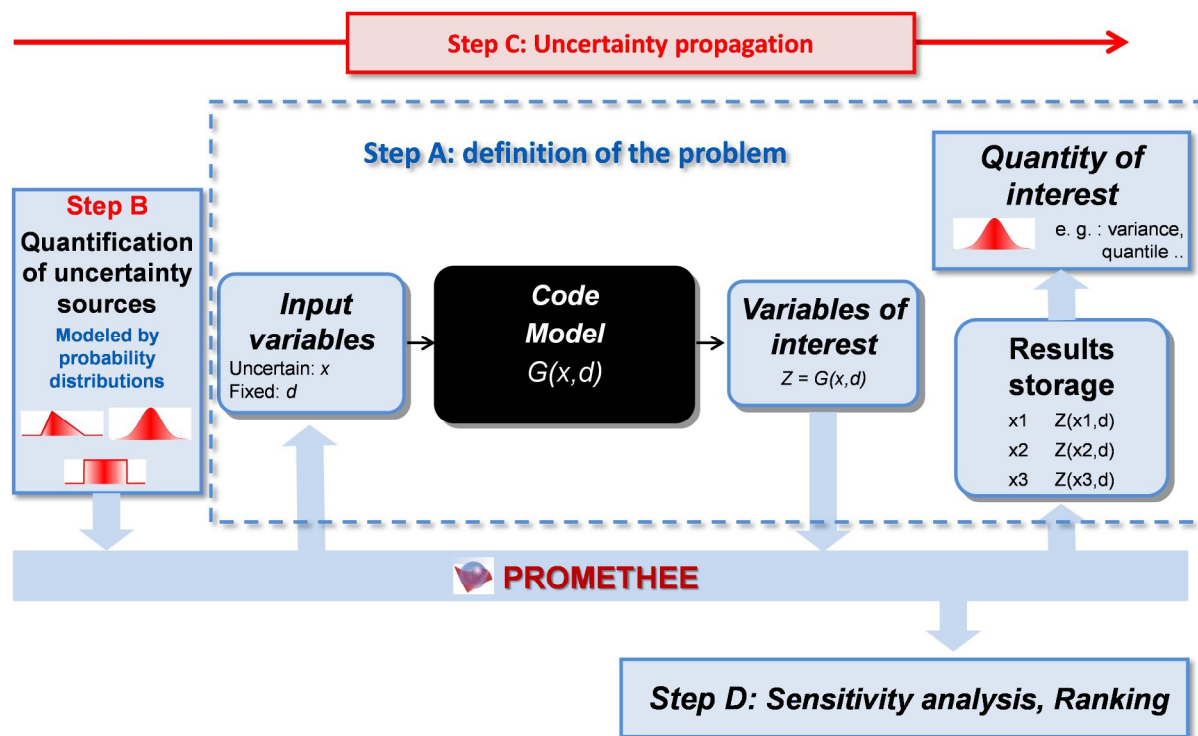 Step C: Uncertainty propagation
Step A: definition of the problem
Step B
Quantification
of uncertainty
sources
Modeled by
probability
distributions
Input
variables
Uncertain: x
Fixed: d
Code
Model
G(x,d)
Variables of
interest
Z = G(x,d)
Quantity of
interest
e. g. : variance,
quantile ..
Results
storage
x1 Z(x1,d)
x2 Z(x2,d)
x3 Z(x3,d)
PROMETHEE
Step D: Sensitivity analysis, Ranking